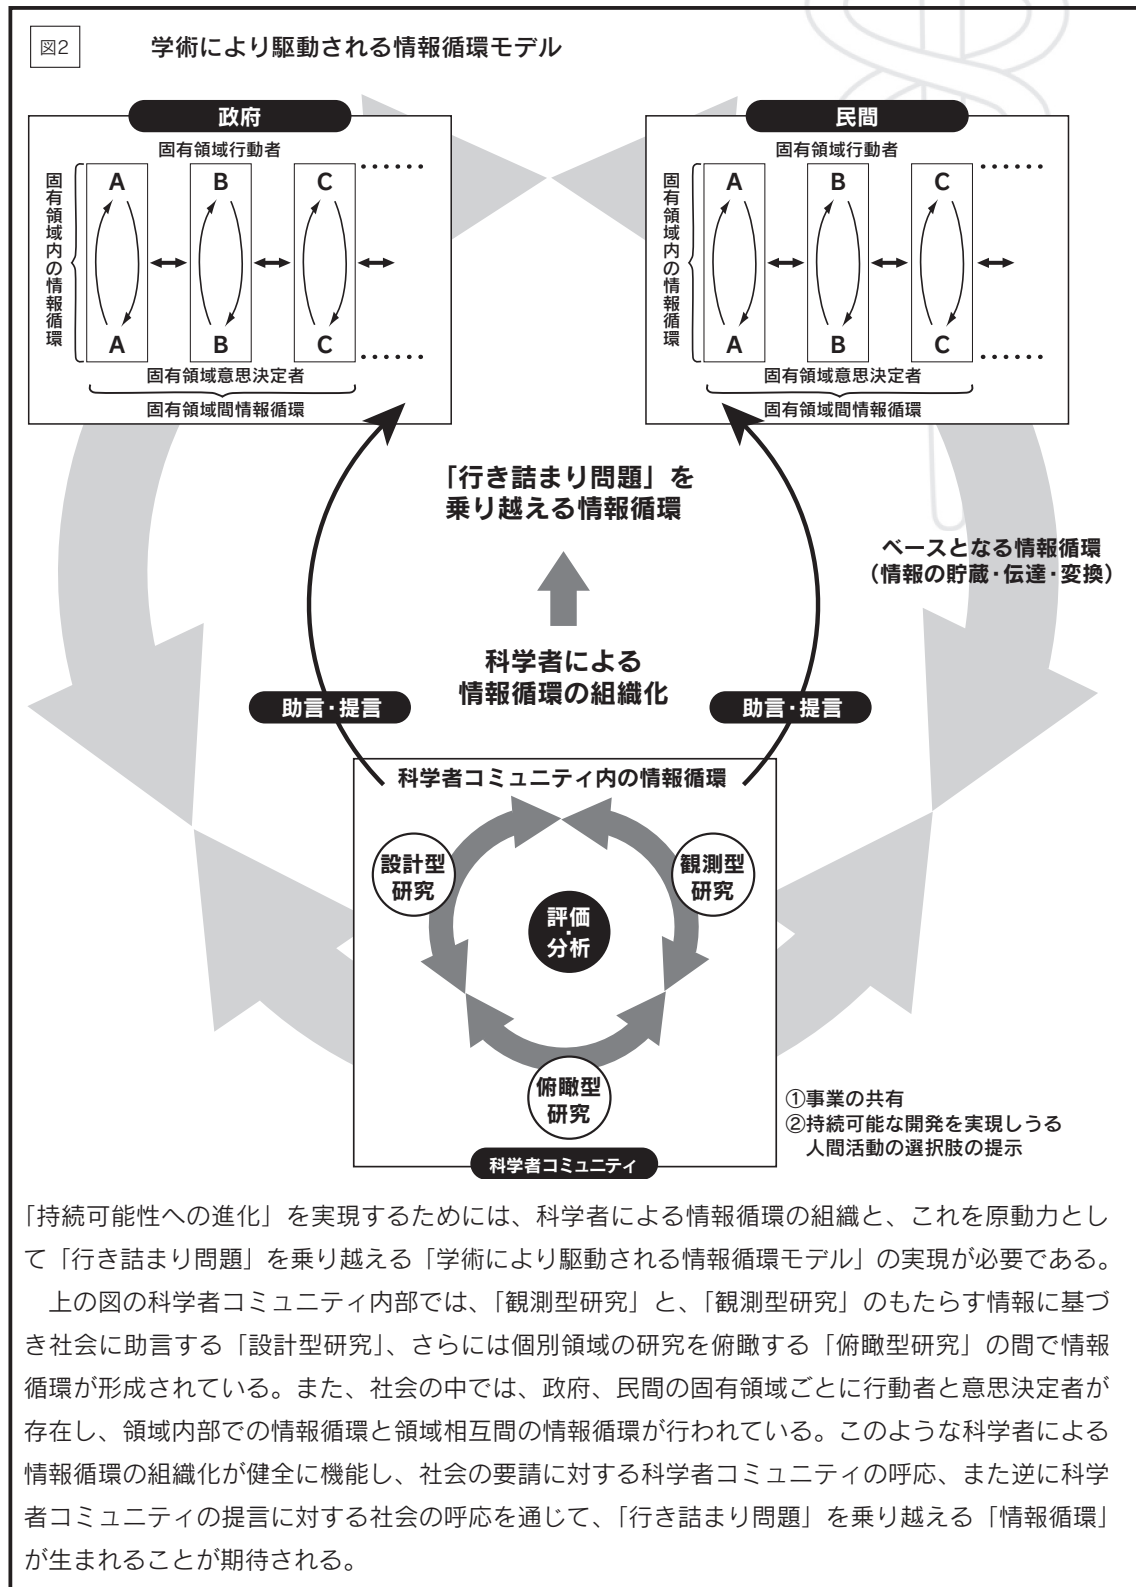 図2
学術により駆動される情報循環モデル
政府
固有領域行動者
固有領域内の情報循環
A B C ……
A B C ……
固有領域意思決定者
固有領域間情報循環
民間
固有領域行動者
固有領域内の情報循環
A B C ……
A B C ……
固有領域意思決定者
固有領域間情報循環
「行き詰まり問題」を
乗り越える情報循環
ベースとなる情報循環
(情報の貯蔵・伝達・変換)
科学者による
情報循環の組織化
助言・提言
助言・提言
科学者コミュニティ内の情報循環
設計型
研究
観測型
研究
評価
・
分析
俯瞰型
研究
科学者コミュニティ
①事業の共有
②持続可能な開発を実現しうる
人間活動の選択肢の提示
「持続可能性への進化」を実現するためには、科学者による情報循環の組織と、これを原動力とし
て「行き詰まり問題」を乗り越える「学術により駆動される情報循環モデル」の実現が必要である。
上の図の科学者コミュニティ内部では、「観測型研究」と、「観測型研究」のもたらす情報に基づ
き社会に助言する「設計型研究」、さらには個別領域の研究を俯瞰する「俯瞰型研究」の間で情報
循環が形成されている。また、社会の中では、政府、民間の固有領域ごとに行動者と意思決定者が
存在し、領域内部での情報循環と領域相互間の情報循環が行われている。このような科学者による
情報循環の組織化が健全に機能し、社会の要請に対する科学者コミュニティの呼応、また逆に科学
者コミュニティの提言に対する社会の呼応を通じて、「行き詰まり問題」を乗り越える「情報循環」
が生まれることが期待される。